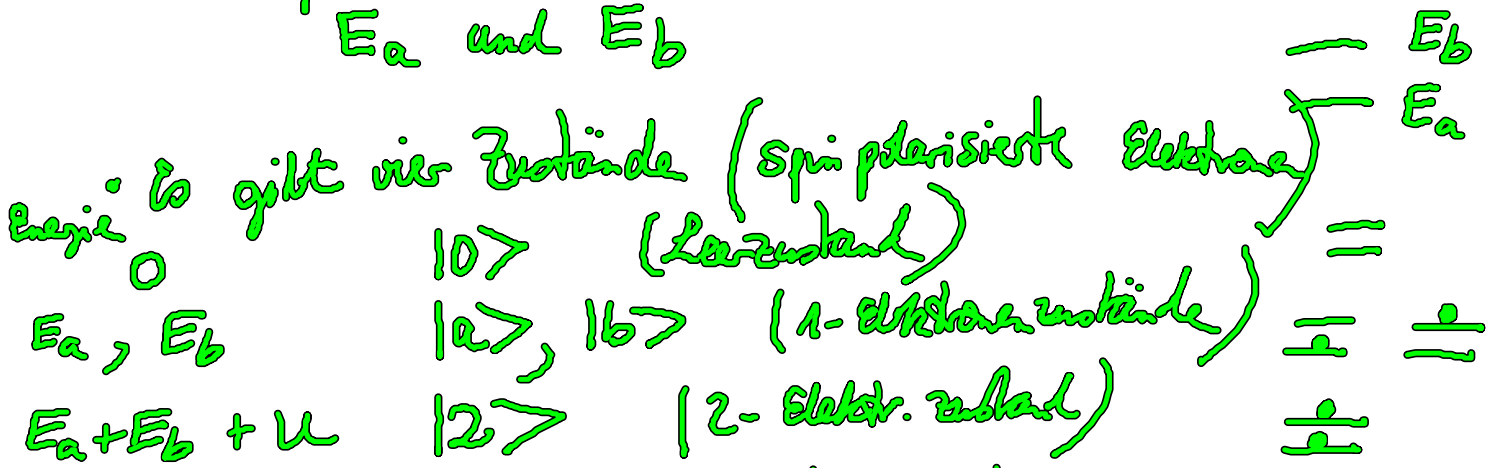 Ea und Eb
Eb
Ea
Es gibt vier Zustände (spinpolarisierte Elektronen)
Energie
0 |0> (Leerzustand)
Ea, Eb |a>, |b> (1-Elektronenzustände)
Ea+Eb+U |2> (2-Elektr. zustand)